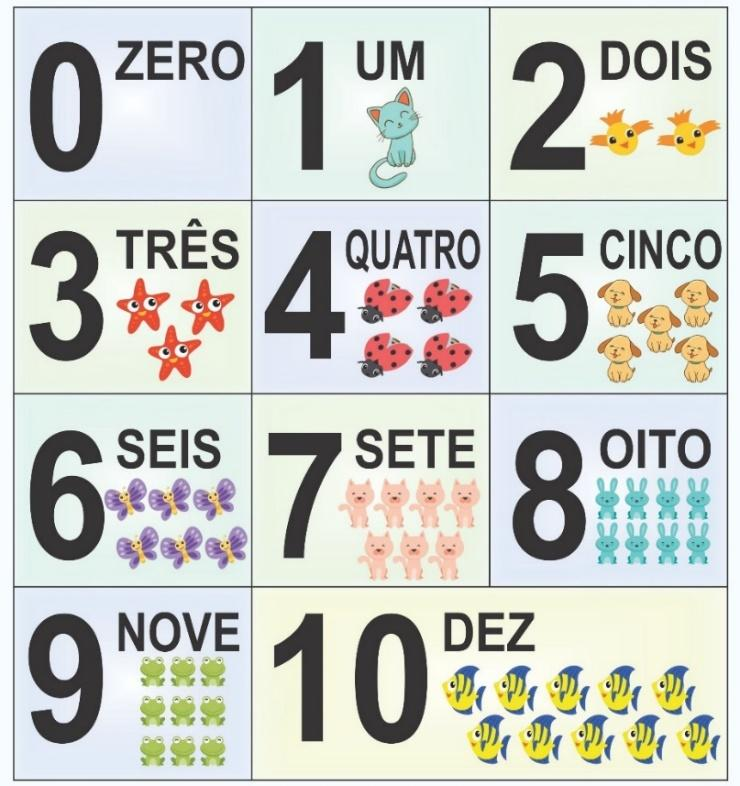 0 ZERO
1 UM
2 DOIS
3 TRÊS
4 QUATRO
5 CINCO
6 SEIS
7 SETE
8 OITO
9 NOVE
10 DEZ